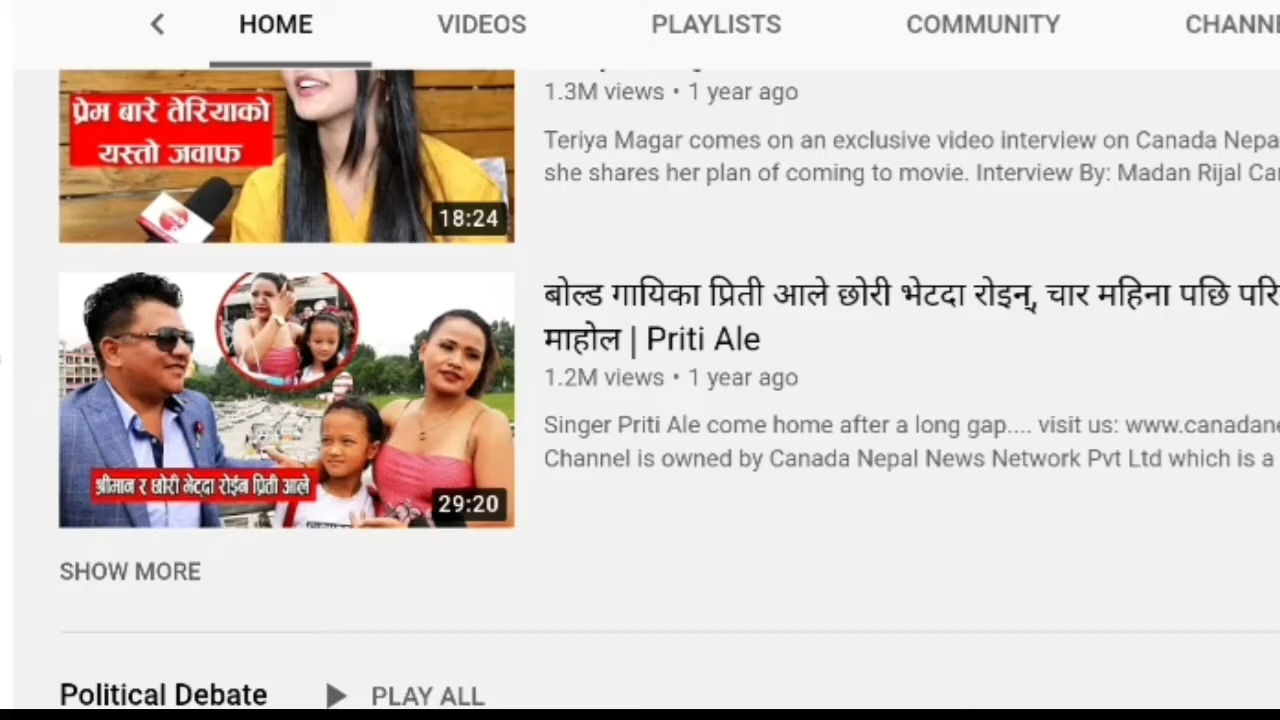 HOME VIDEOS PLAYLISTS COMMUNITY CHANNE
1.3M views • 1 year ago
Teriya Magar comes on an exclusive video interview on Canada Nepa
she shares her plan of coming to movie. Interview By: Madan Rijal Ca
प्रेम बारे तेरियाको
यस्तो जवाफ
18:24
बोल्ड गायिका प्रिती आले छोरी भेटदा रोइन्, चार महिना पछि परि
माहोल | Priti Ale
1.2M views • 1 year ago
Singer Priti Ale come home after a long gap.... visit us: www.canadane
Channel is owned by Canada Nepal News Network Pvt Ltd which is a
श्रीमान र छोरी भेट्दा रोईन प्रिती आले
29:20
SHOW MORE
Political Debate PLAY ALL